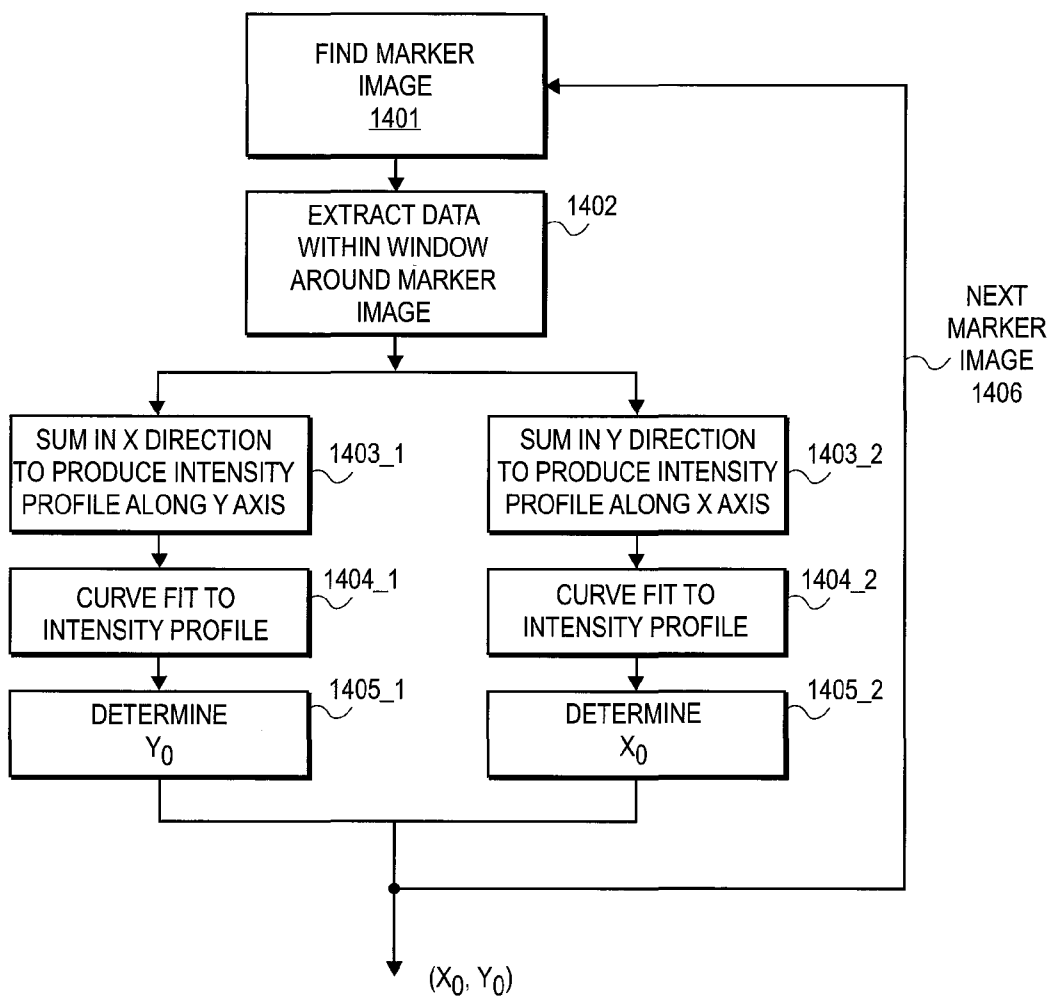 FIND MARKER
IMAGE
1401
EXTRACT DATA
WITHIN WINDOW
AROUND MARKER
IMAGE
1402
NEXT
MARKER
IMAGE
1406
SUM IN X DIRECTION
TO PRODUCE INTENSITY
PROFILE ALONG Y AXIS
1403_1
SUM IN Y DIRECTION
TO PRODUCE INTENSITY
PROFILE ALONG X AXIS
1403_2
CURVE FIT TO
INTENSITY PROFILE
1404_1
CURVE FIT TO
INTENSITY PROFILE
1404_2
DETERMINE
Y0
1405_1
DETERMINE
X0
1405_2
(X0, Y0)